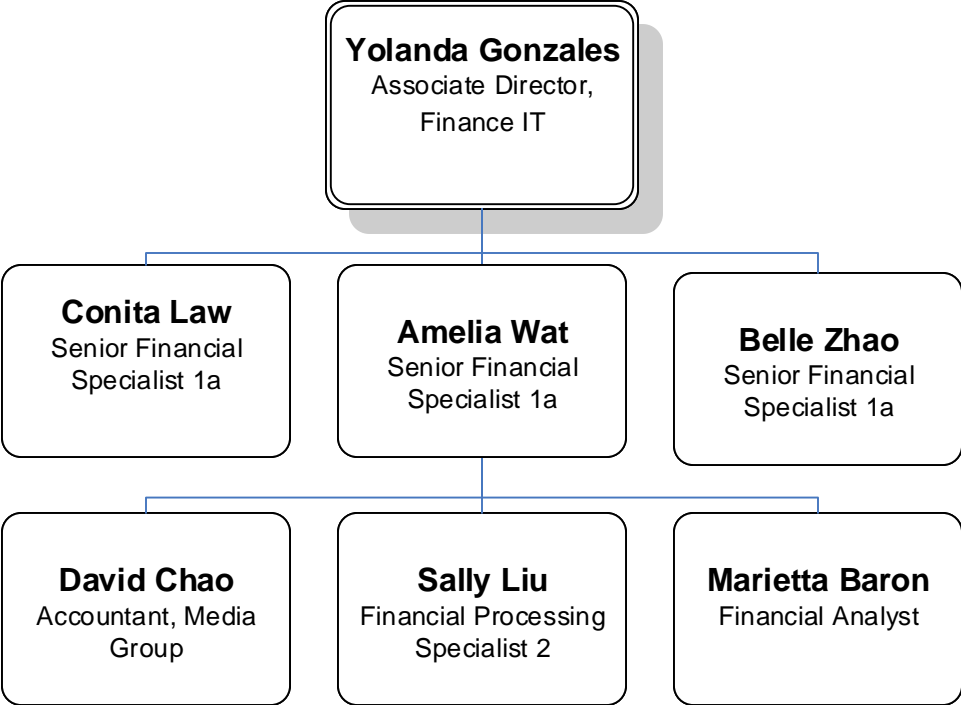 Yolanda Gonzales
Associate Director,
Finance IT
Conita Law
Senior Financial
Specialist 1a
Amelia Wat
Senior Financial
Specialist 1a
Belle Zhao
Senior Financial
Specialist 1a
David Chao
Accountant, Media
Group
Sally Liu
Financial Processing
Specialist 2
Marietta Baron
Financial Analyst